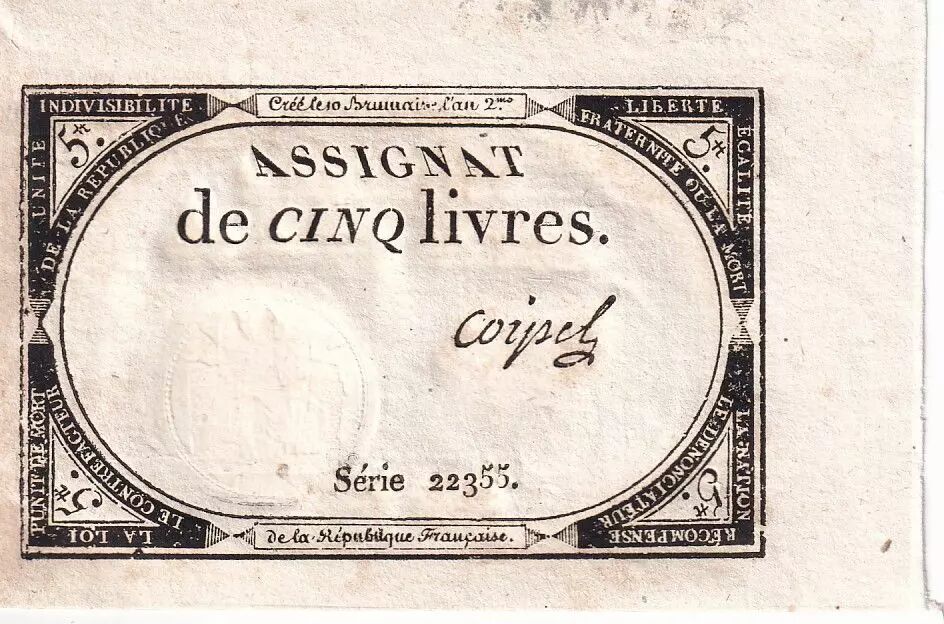 INDIVISIBILITE
Créé le 10 Brumaire l'an 2.me
LIBERTE
UNITE
5#.
DE LA REPUBLIQUE
FRATERNITE OU LA MORT
5#.
EGALITE
ASSIGNAT
de CINQ livres.
coipel
Série 22355.
PUNIT DE MORT
LE CONTREFACTEUR
5#.
LA LOI
de la République Française.
LE DENONCIATEUR
5#.
LA NATION
RECOMPENSE